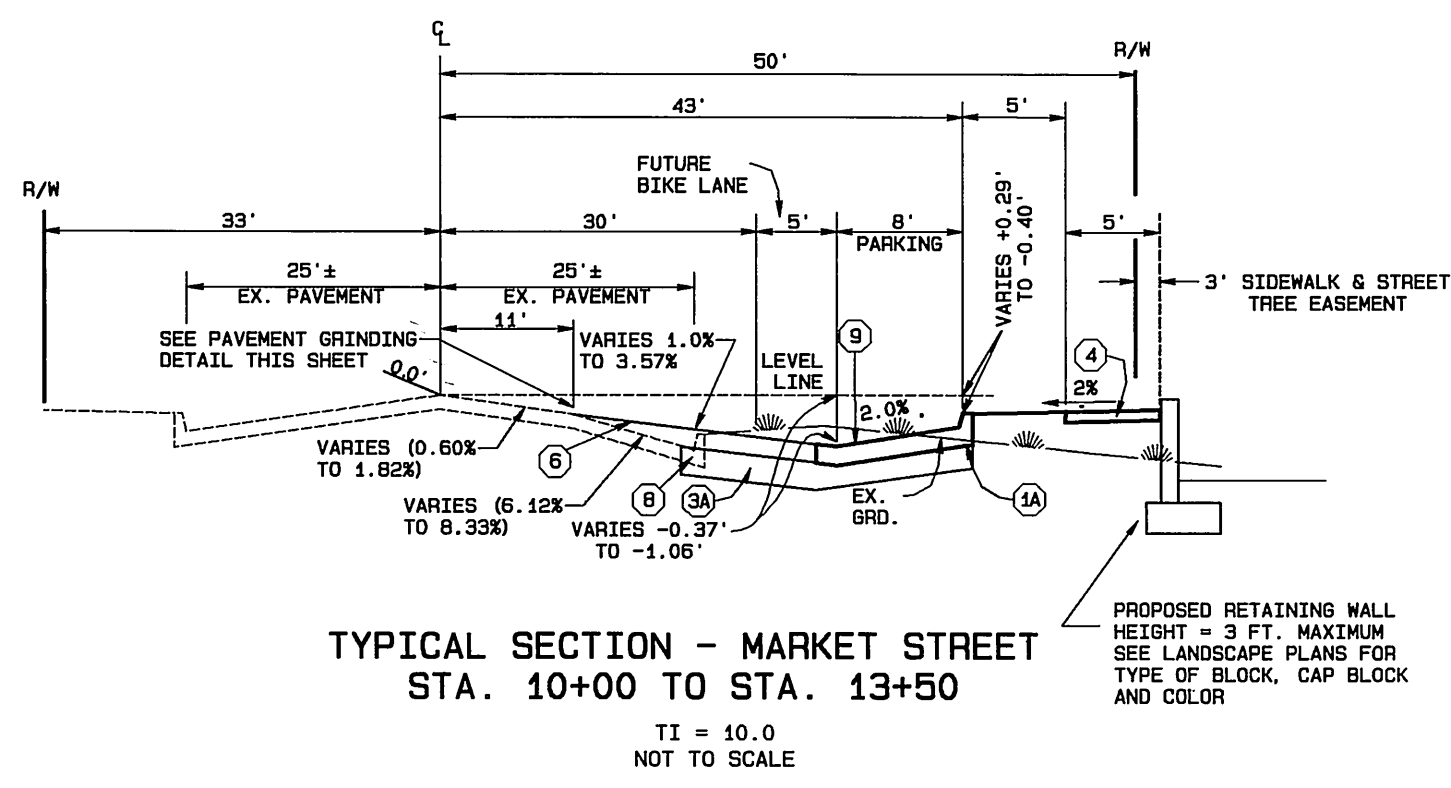 CL
R/W
50'
43'
5'
FUTURE
BIKE LANE
R/W
33'
30'
5'
8'
PARKING
VARIES +0.29'
TO -0.40'
5'
25'±
EX. PAVEMENT
25'±
EX. PAVEMENT
3' SIDEWALK & STREET
TREE EASEMENT
11'
SEE PAVEMENT GRINDING
DETAIL THIS SHEET
VARIES 1.0%
TO 3.57%
9
LEVEL
LINE
4
0.0'
2%
2.0%
VARIES (0.60%
TO 1.82%)
6
8
3A
EX.
GRD.
1A
VARIES (6.12%
TO 8.33%)
VARIES -0.37'
TO -1.06'
PROPOSED RETAINING WALL
HEIGHT = 3 FT. MAXIMUM
SEE LANDSCAPE PLANS FOR
TYPE OF BLOCK, CAP BLOCK
AND COLOR
TYPICAL SECTION - MARKET STREET
STA. 10+00 TO STA. 13+50
TI = 10.0
NOT TO SCALE